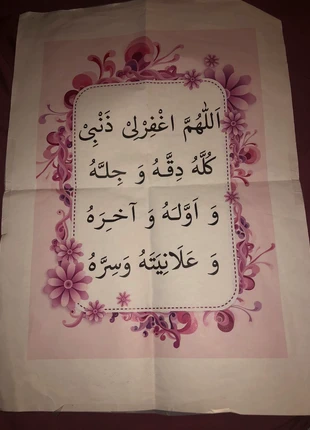 اَللّٰهُمَّ اغْفِرْلِیْ ذَنْبِیْ
كُلَّهُ دِقَّهُ وَ جِلَّهُ
وَ اَوَّلَهُ وَ آخِرَهُ
وَ عَلَانِيَتَهُ وَسِرَّهُ